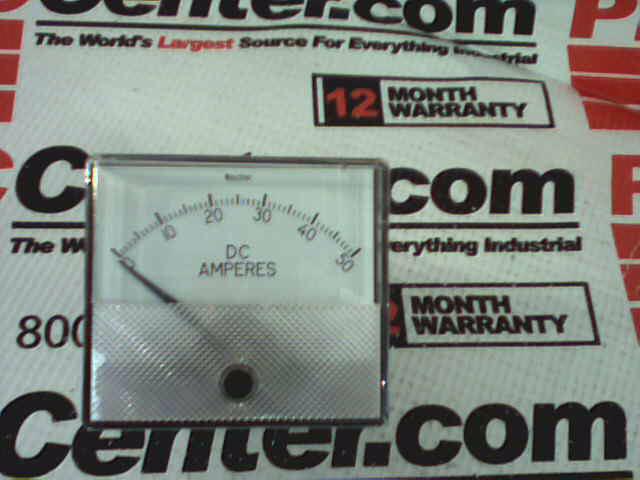 Center.com
The World's Largest Source For Everything Industrial
12 MONTH
WARRANTY
com
The W
erything Industrial
0 10 20 30 40 50
DC
AMPERES
MONTH
WARRANTY
800
Center.com